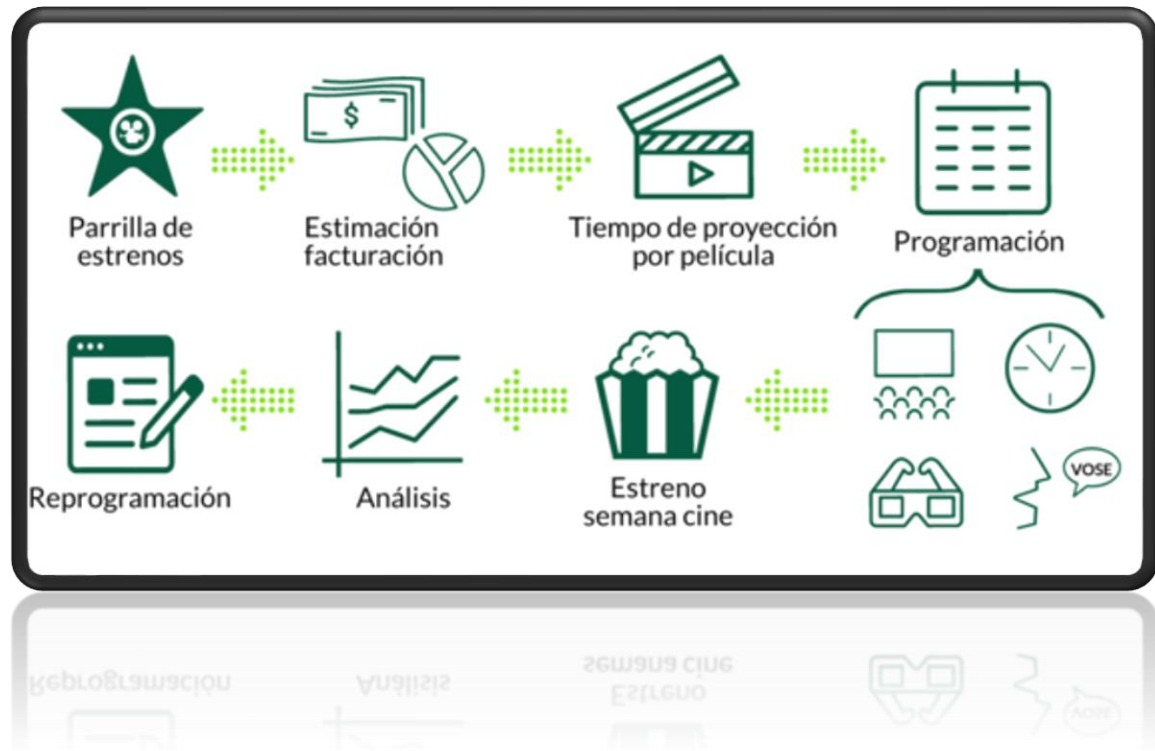 $
Parrilla de
estrenos
Estimación
facturación
Tiempo de proyección
por película
Programación
VOSE
Estreno
semana cine
Análisis
Reprogramación